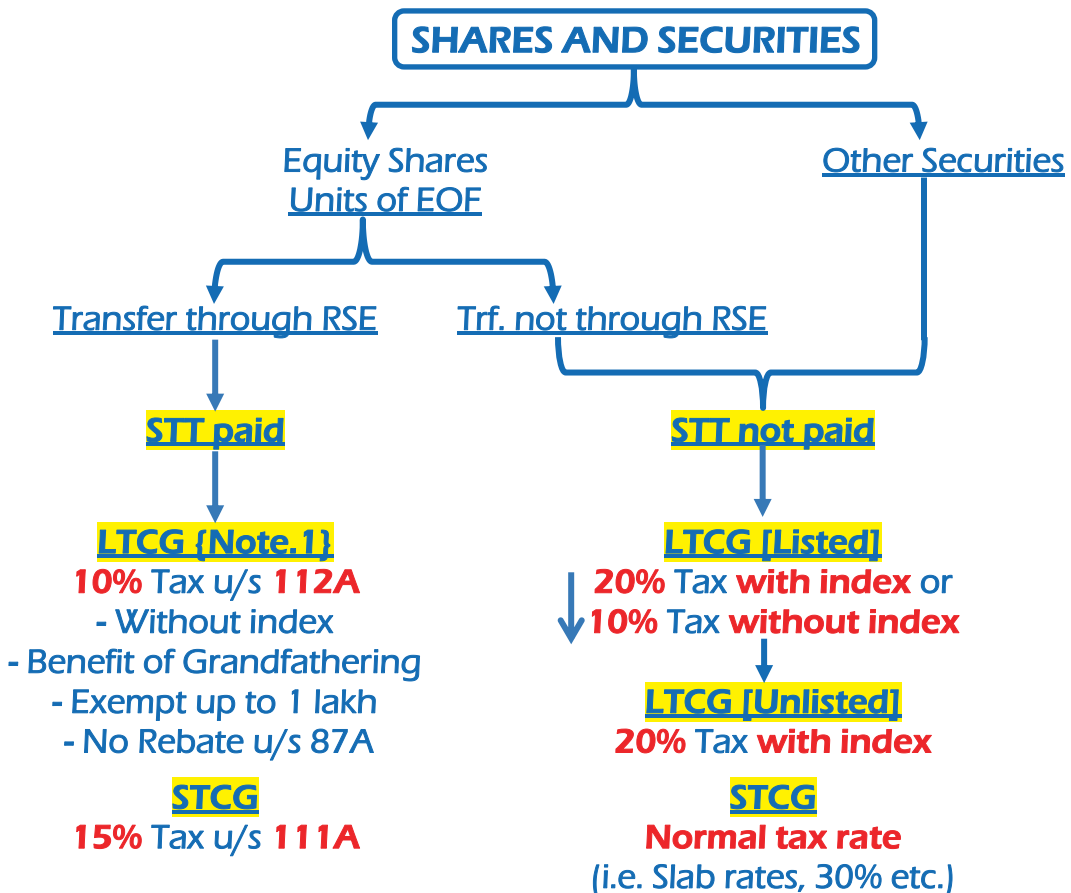 SHARES AND SECURITIES
Equity Shares
Units of EOF
Other Securities
Transfer through RSE
Trf. not through RSE
STT paid
STT not paid
LTCG {Note.1}
10% Tax u/s 112A
- Without index
- Benefit of Grandfathering
- Exempt up to 1 lakh
- No Rebate u/s 87A
STCG
15% Tax u/s 111A
LTCG [Listed]
20% Tax with index or
10% Tax without index
LTCG [Unlisted]
20% Tax with index
STCG
Normal tax rate
(i.e. Slab rates, 30% etc.)